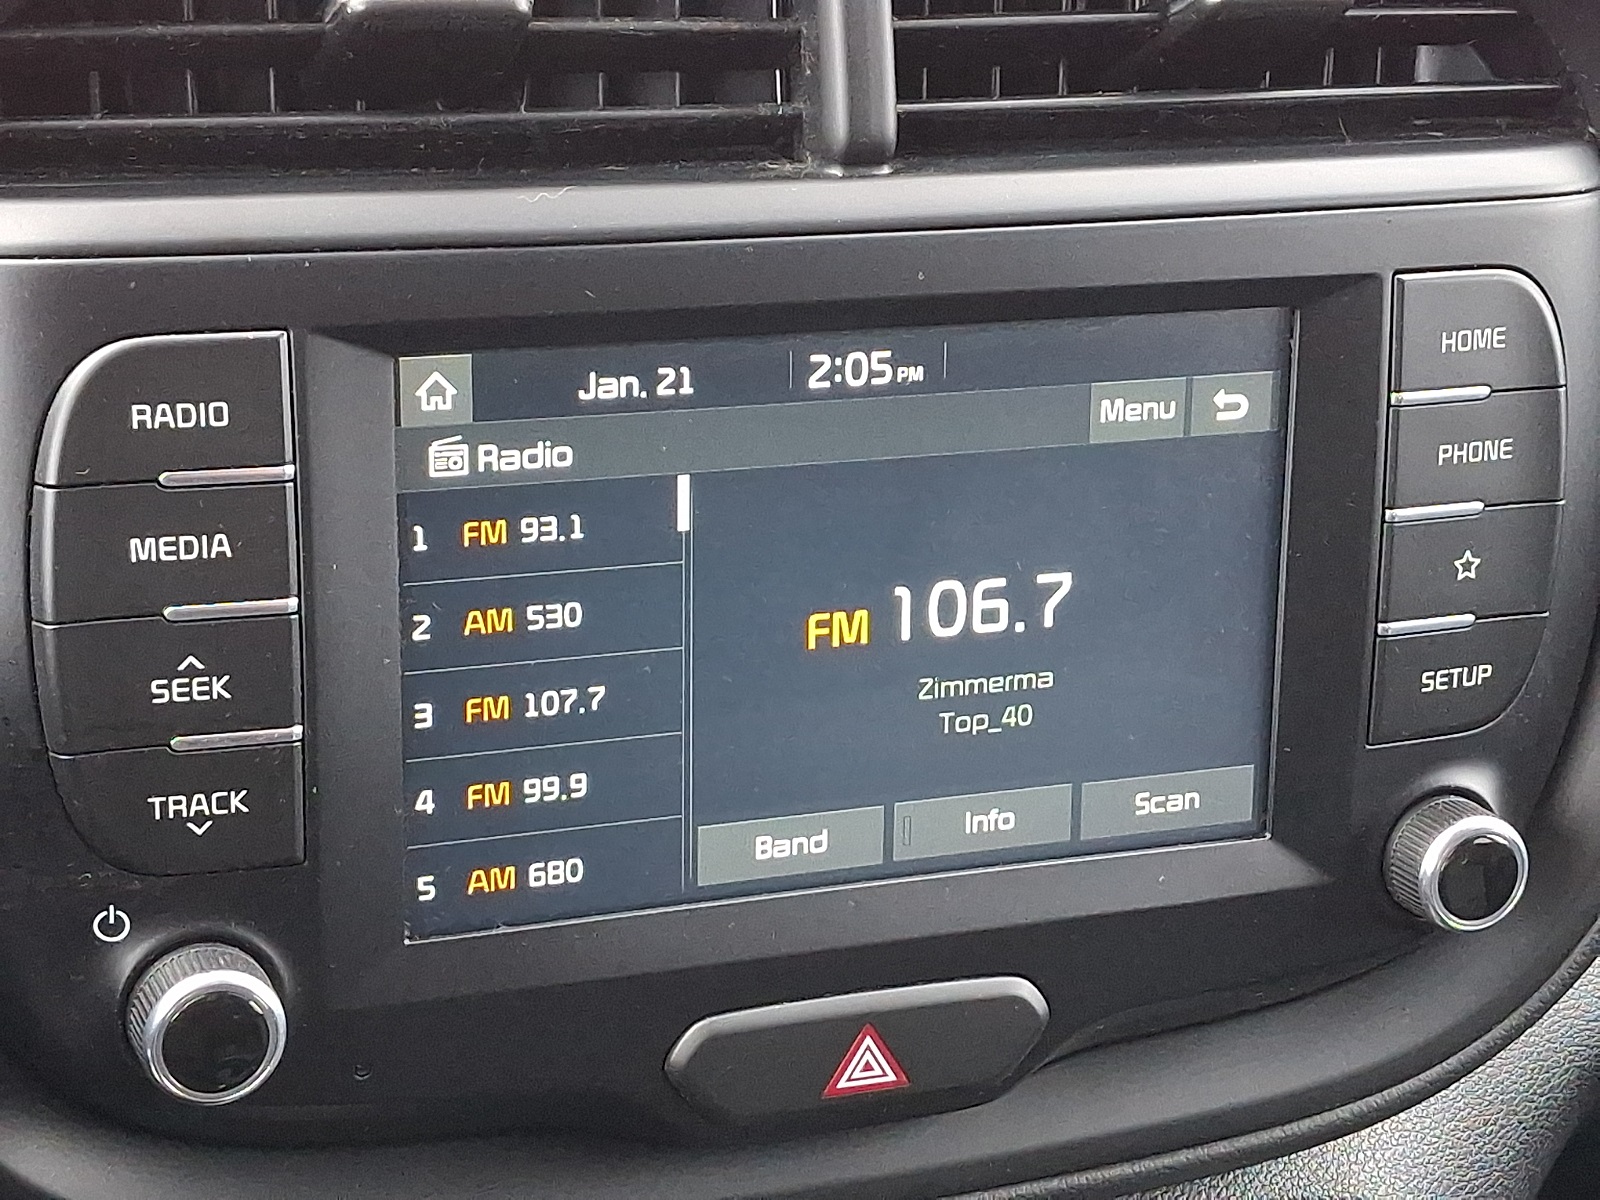 Jan. 21 2:05 PM
Menu
Radio
1 FM 93.1
2 AM 530
3 FM 107.7
4 FM 99.9
5 AM 680
FM 106.7
Zimmerma
Top_40
Band Info Scan
RADIO
MEDIA
SEEK
TRACK
HOME
PHONE
SETUP